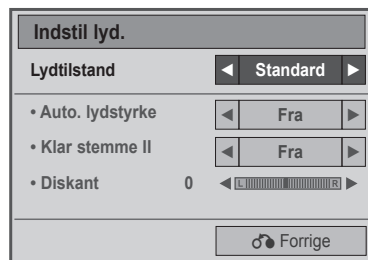 Indstil lyd.
Lydtilstand ◀ Standard ▶
• Auto. lydstyrke ◀ Fra ▶
• Klar stemme II ◀ Fra ▶
• Diskant 0 ◀ L R ▶
Forrige